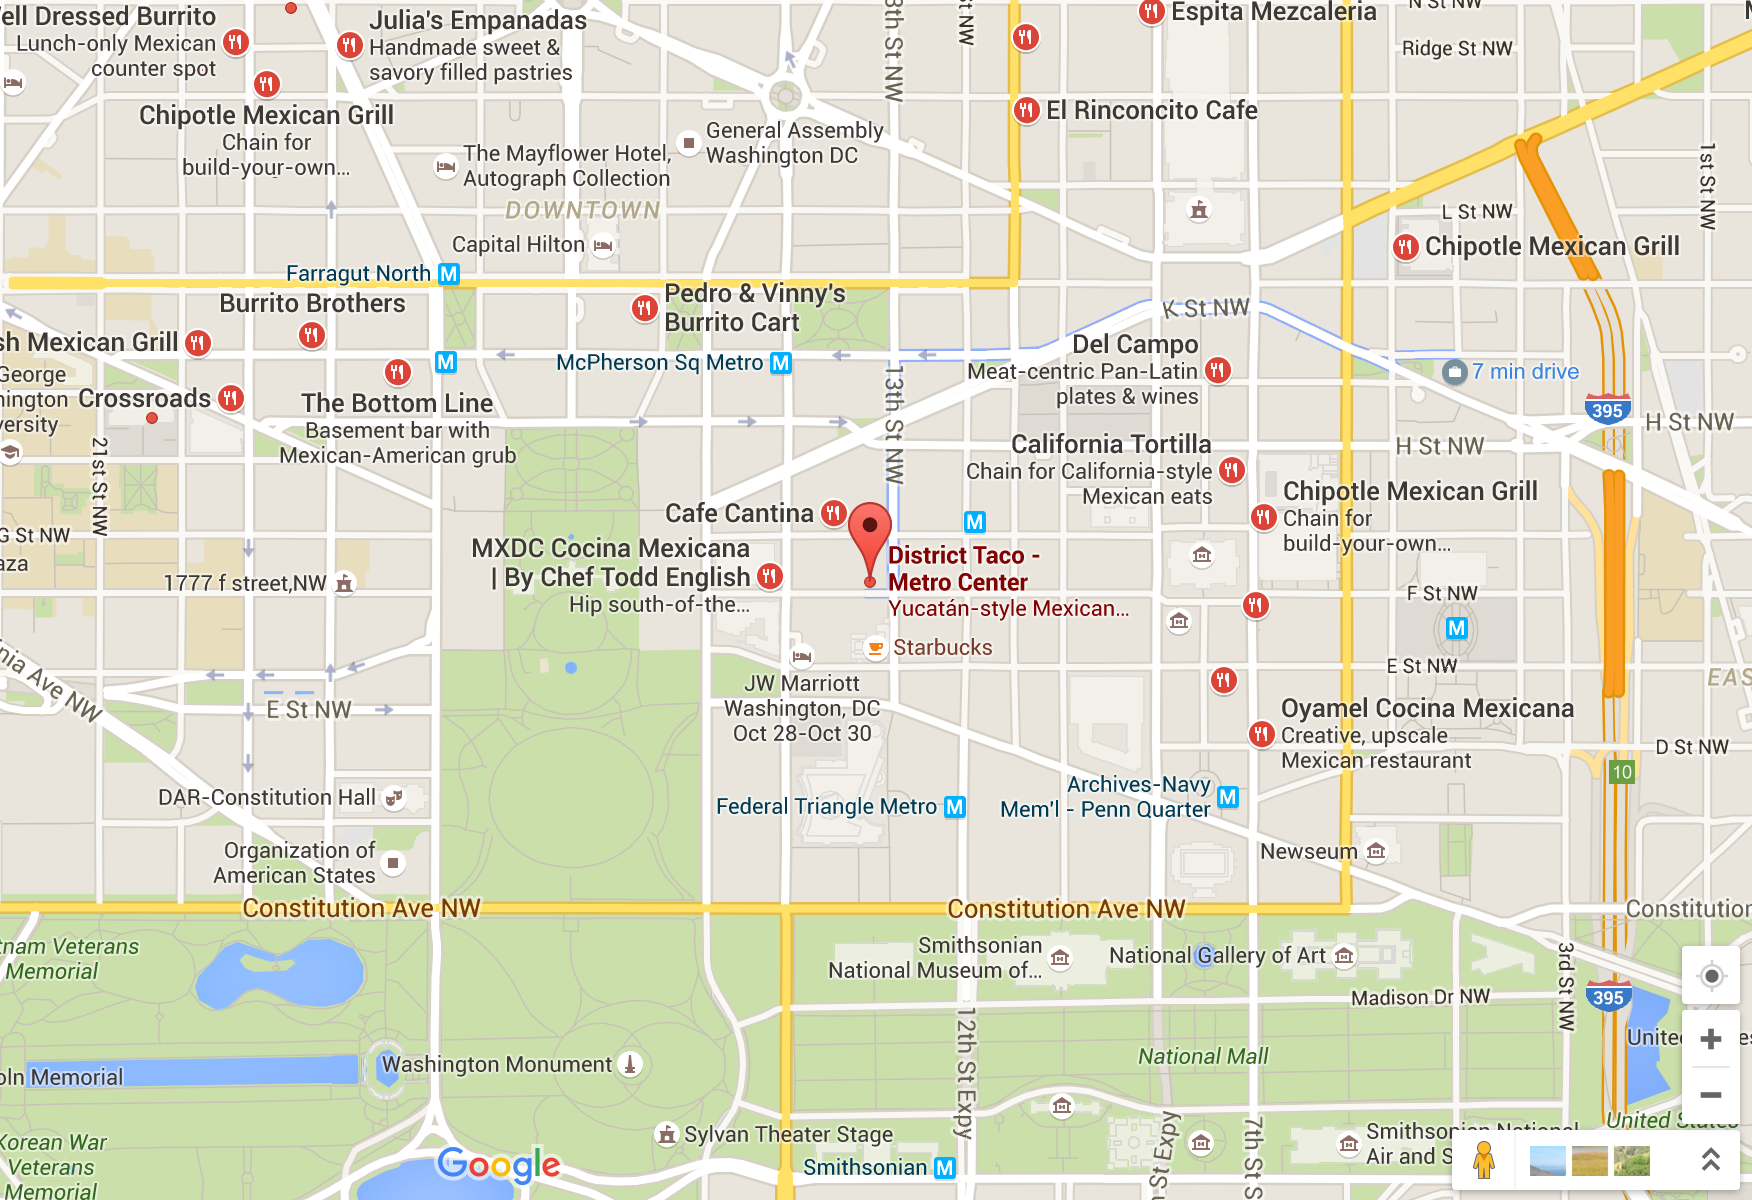 ell Dressed Burrito
Lunch-only Mexican
counter spot
Julia's Empanadas
Handmade sweet &
savory filled pastries
8th St NW
St NW
Espita Mezcaleria
N St NW
Ridge St NW
Chipotle Mexican Grill
Chain for
build-your-own...
The Mayflower Hotel,
Autograph Collection
General Assembly
Washington DC
El Rinconcito Cafe
1st St NW
DOWNTOWN
L St NW
Capital Hilton
Chipotle Mexican Grill
Farragut North
M
Burrito Brothers
Pedro & Vinny's
Burrito Cart
K St NW
sh Mexican Grill
McPherson Sq Metro
M
M
Del Campo
Meat-centric Pan-Latin
plates & wines
7 min drive
George
hington
versity
Crossroads
The Bottom Line
Basement bar with
Mexican-American grub
13th St NW
395
H St NW
H St NW
21st St NW
California Tortilla
Chain for California-style
Mexican eats
Chipotle Mexican Grill
Chain for
build-your-own...
Cafe Cantina
M
G St NW
aza
MXDC Cocina Mexicana
| By Chef Todd English
Hip south-of-the...
District Taco -
Metro Center
Yucatán-style Mexican...
1777 f street,NW
F St NW
M
Starbucks
nia Ave NW
E St NW
E St NW
EAS
JW Marriott
Washington, DC
Oct 28-Oct 30
Oyamel Cocina Mexicana
Creative, upscale
Mexican restaurant
D St NW
10
DAR-Constitution Hall
Federal Triangle Metro
M
Archives-Navy
Mem'l - Penn Quarter
M
Organization of
American States
Newseum
Constitution Ave NW
Constitution Ave NW
Constitution
tnam Veterans
Memorial
Smithsonian
National Museum of...
National Gallery of Art
3rd St NW
Madison Dr NW
395
12th St Expy
United
es
Washington Monument
National Mall
oln Memorial
Korean War
Veterans
Memorial
Google
Sylvan Theater Stage
Smithsonian
M
St Expy
7th St S
Smithsonian National
Air and S
United States